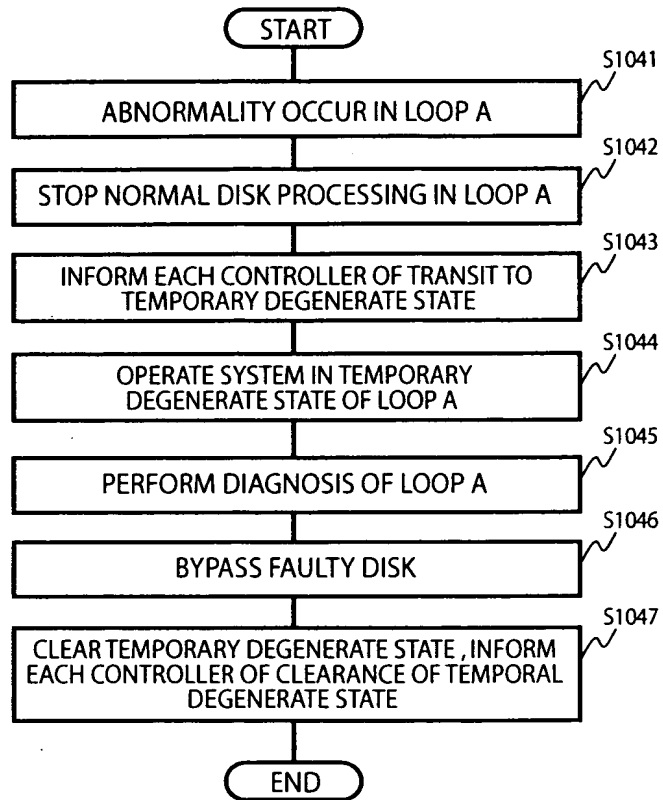 START
S1041
ABNORMALITY OCCUR IN LOOP A
S1042
STOP NORMAL DISK PROCESSING IN LOOP A
S1043
INFORM EACH CONTROLLER OF TRANSIT TO
TEMPORARY DEGENERATE STATE
S1044
OPERATE SYSTEM IN TEMPORARY
DEGENERATE STATE OF LOOP A
S1045
PERFORM DIAGNOSIS OF LOOP A
S1046
BYPASS FAULTY DISK
S1047
CLEAR TEMPORARY DEGENERATE STATE , INFORM
EACH CONTROLLER OF CLEARANCE OF TEMPORAL
DEGENERATE STATE
END